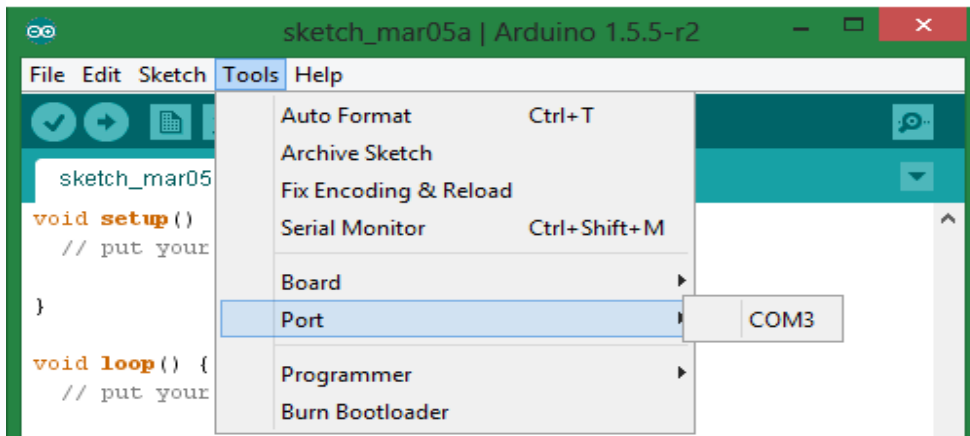 sketch_mar05a | Arduino 1.5.5-r2
File Edit Sketch Tools Help
Auto Format Ctrl+T
Archive Sketch
sketch_mar05
Fix Encoding & Reload
void setup()
Serial Monitor Ctrl+Shift+M
// put your
Board
}
Port
COM3
void loop() {
Programmer
// put your
Burn Bootloader